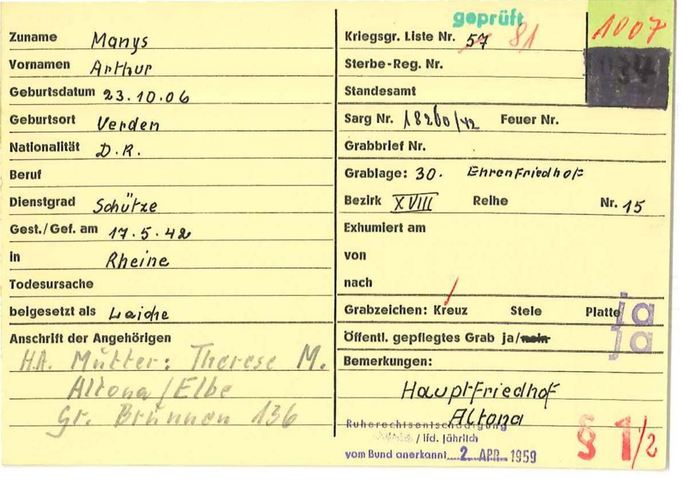 geprüft
Zuname Manys
Vornamen Arthur
Geburtsdatum 23.10.06
Geburtsort Verden
Nationalität D.R.
Beruf
Dienstgrad Schütze
Gest./Gef. am 17.5.42
in Rheine
Todesursache
beigesetzt als Laiche
Anschrift der Angehörigen
H.A. Mutter: Therese M.
Altona/Elbe
Gr. Brunnen 136
Kriegsgr. Liste Nr. 57 81
1007
Sterbe-Reg. Nr.
Standesamt
Sarg Nr. 18260/42 Feuer Nr.
Grabbrief Nr.
Grablage: 30. Ehrenfriedhof
Bezirk XVIII Reihe Nr. 15
Exhumiert am
von
nach
Grabzeichen: Kreuz Stele Platte ja
Öffentl. gepflegtes Grab ja/nein ja
Bemerkungen:
Hauptfriedhof
Altona
/ lfd. jährlich
vom Bund anerkannt 2. APR. 1959
§ 1/2